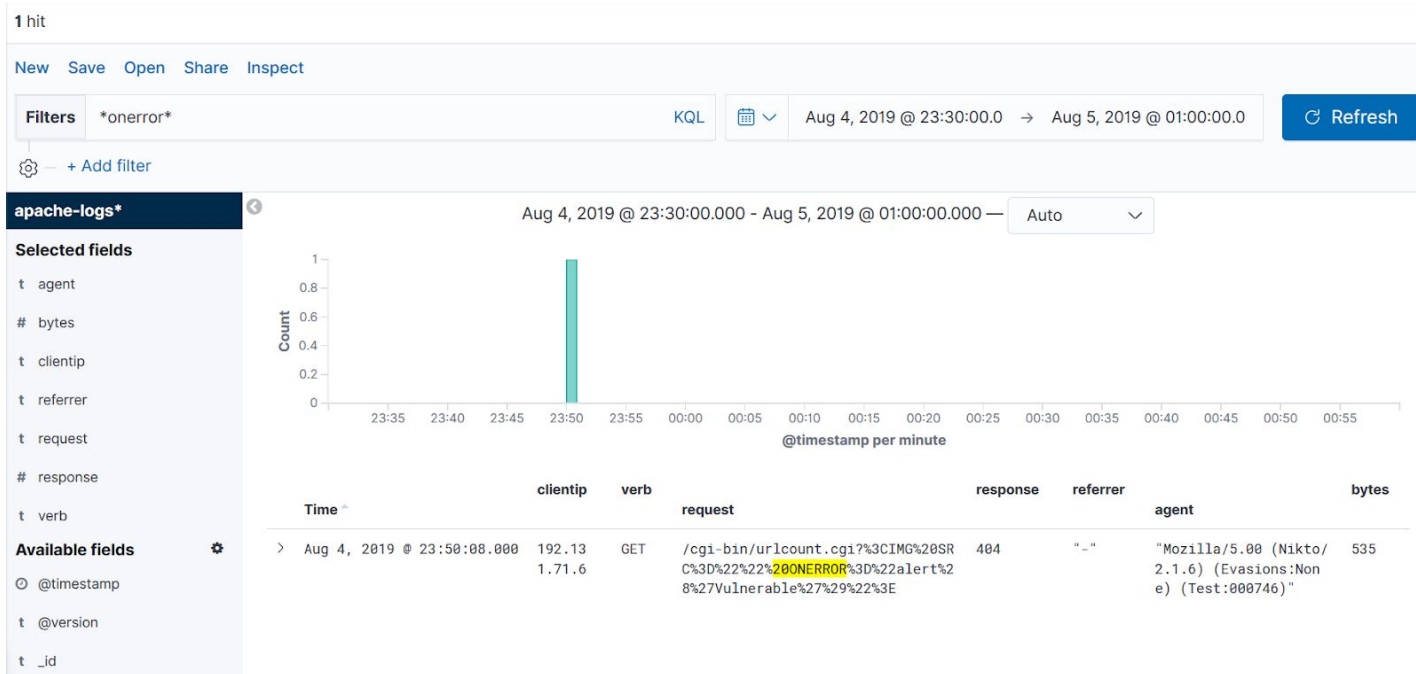 1 hit
New Save Open Share Inspect
Filters *onerror* KQL Aug 4, 2019 @ 23:30:00.0 → Aug 5, 2019 @ 01:00:00.0 Refresh
+ Add filter
apache-logs*
Selected fields
t agent
# bytes
t clientip
t referrer
t request
# response
t verb
Available fields
@timestamp
t @version
t _id
Aug 4, 2019 @ 23:30:00.000 - Aug 5, 2019 @ 01:00:00.000 — Auto
Count
1
0.8
0.6
0.4
0.2
0
23:35 23:40 23:45 23:50 23:55 00:00 00:05 00:10 00:15 00:20 00:25 00:30 00:35 00:40 00:45 00:50 00:55
@timestamp per minute
Time clientip verb request response referrer agent bytes
Aug 4, 2019 @ 23:50:08.000 192.13 GET /cgi-bin/urlcount.cgi?%3CIMG%20SR 404 "-" "Mozilla/5.00 (Nikto/ 535
1.71.6 C%3D%22%22%20ONERROR%3D%22alert%2 2.1.6) (Evasions:Non
8%27Vulnerable%27%29%22%3E e) (Test:000746)"